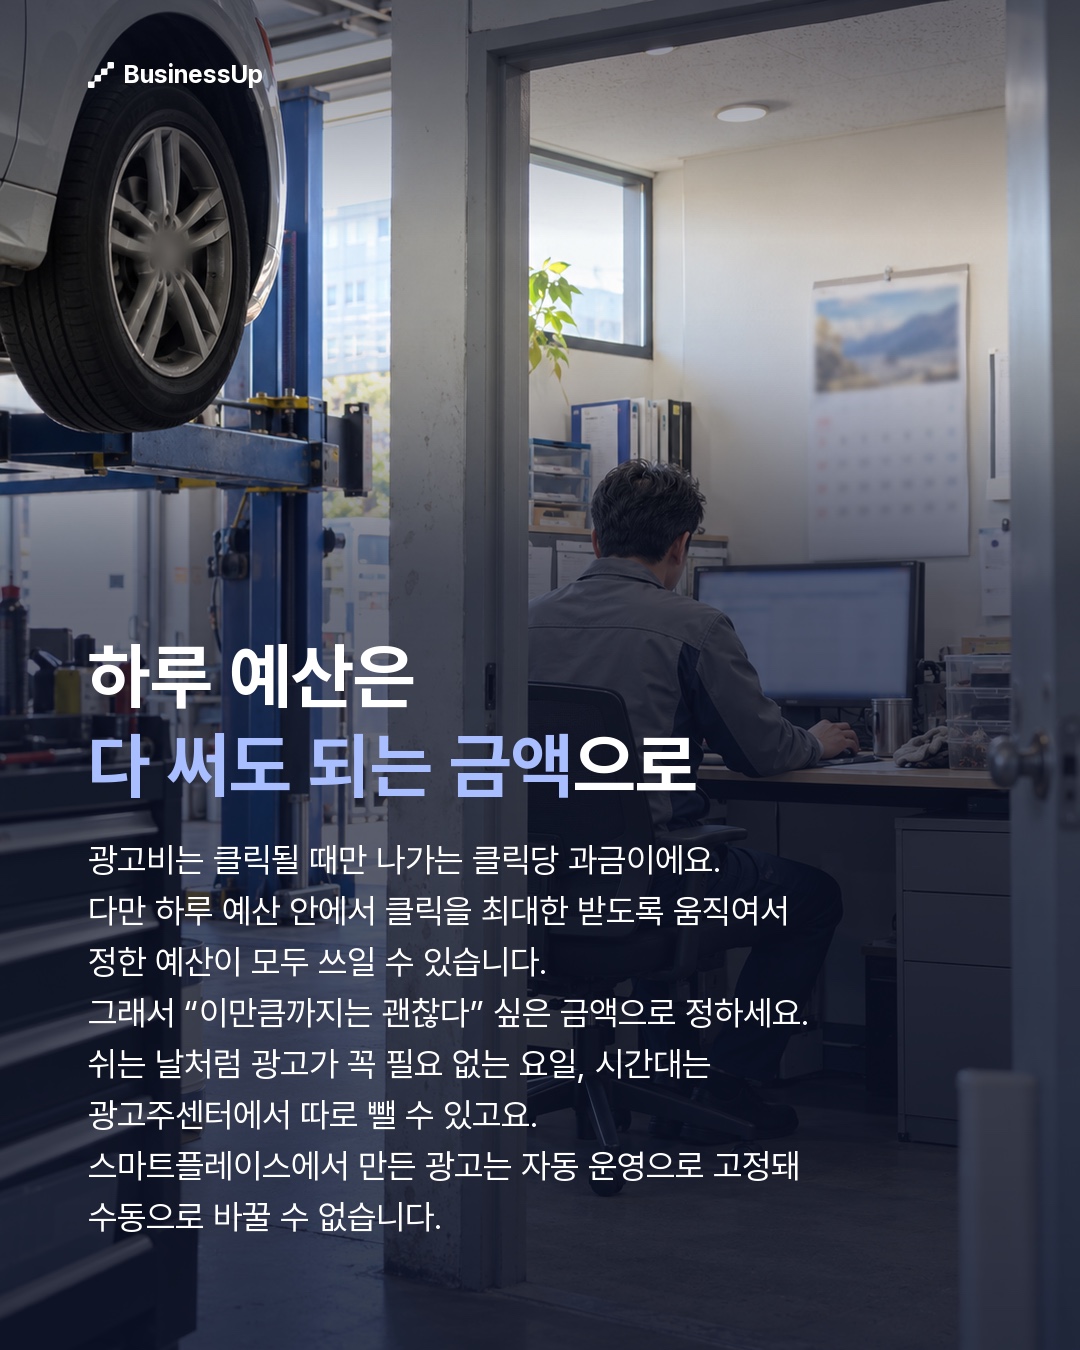 BusinessUp
하루 예산은
다 써도 되는 금액으로
광고비는 클릭될 때만 나가는 클릭당 과금이에요.
다만 하루 예산 안에서 클릭을 최대한 받도록 움직여서
정한 예산이 모두 쓰일 수 있습니다.
그래서 “이만큼까지는 괜찮다” 싶은 금액으로 정하세요.
쉬는 날처럼 광고가 꼭 필요 없는 요일, 시간대는
광고주센터에서 따로 뺄 수 있고요.
스마트플레이스에서 만든 광고는 자동 운영으로 고정돼
수동으로 바꿀 수 없습니다.